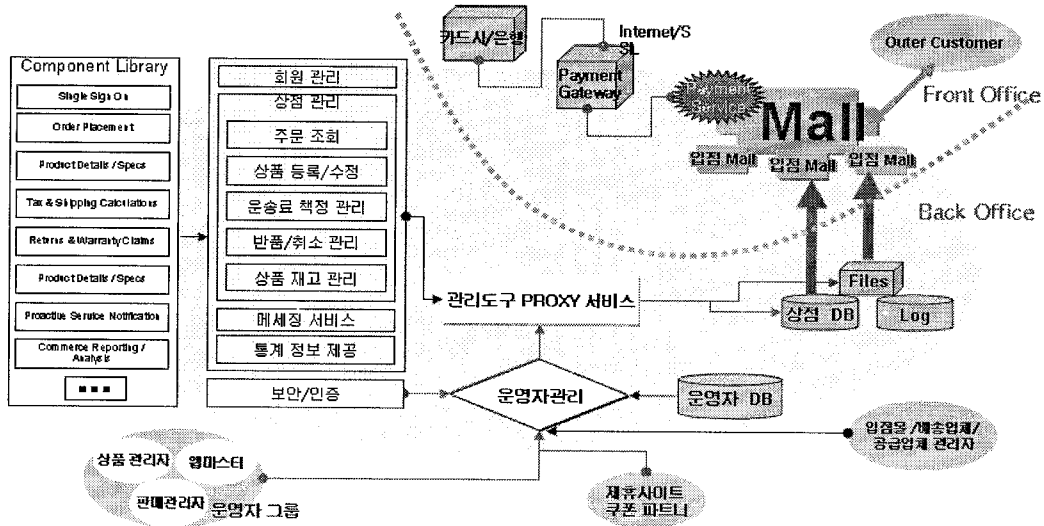 Component Library
Single Sign On
Order Placement
Product Details / Specs
Tax & Shipping Calculations
Returns & Warranty Claims
Product Details / Specs
Proactive Service Notification
Commerce Reporting /
Analysis
회원 관리
상점 관리
주문 조회
상품 등록/수정
운송료 책정 관리
반품/취소 관리
상품 재고 관리
메세징 서비스
통계 정보 제공
보안/인증
카드사/은행
Internet/S
SL
Payment
Gateway
Payment
Service
Mall
입점 Mall
입점 Mall
입점 Mall
Outer Customer
Front Office
Back Office
관리도구 PROXY 서비스
Files
상점 DB
Log
운영자관리
운영자 DB
입점몰/배송업체/
공급업체 관리자
상품 관리자
웹마스터
판매관리자
운영자 그룹
제휴사이트
쿠폰 파트너